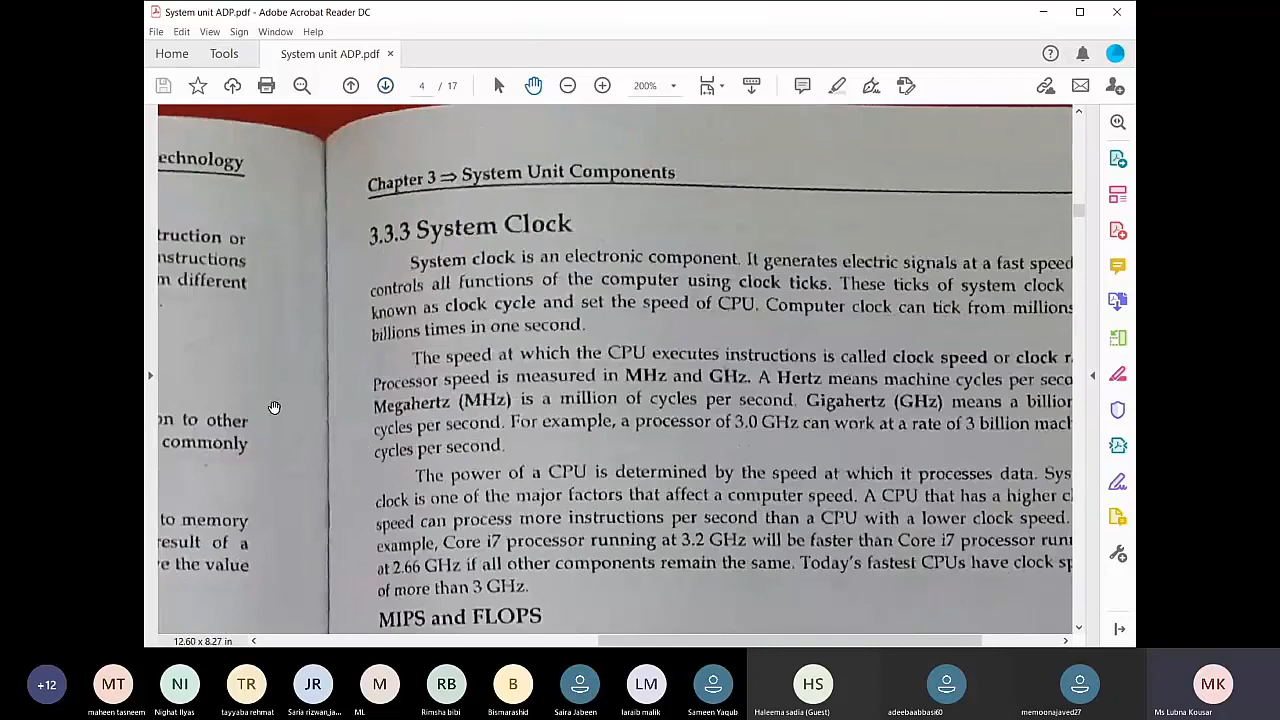 System unit ADP.pdf - Adobe Acrobat Reader DC
File Edit View Sign Window Help
Home Tools System unit ADP.pdf ×
4 / 17 200%
echnology
truction or
nstructions
m different
on to other
commonly
to memory
result of a
e the value
Chapter 3 ⇒ System Unit Components
3.3.3 System Clock
System clock is an electronic component. It generates electric signals at a fast speed
controls all functions of the computer using clock ticks. These ticks of system clock
known as clock cycle and set the speed of CPU. Computer clock can tick from millions
billions times in one second.
The speed at which the CPU executes instructions is called clock speed or clock r
Processor speed is measured in MHz and GHz. A Hertz means machine cycles per seco
Megahertz (MHz) is a million of cycles per second. Gigahertz (GHz) means a billion
cycles per second. For example, a processor of 3.0 GHz can work at a rate of 3 billion mach
cycles per second.
The power of a CPU is determined by the speed at which it processes data. Sys
clock is one of the major factors that affect a computer speed. A CPU that has a higher cl
speed can process more instructions per second than a CPU with a lower clock speed.
example, Core i7 processor running at 3.2 GHz will be faster than Core i7 processor runn
at 2.66 GHz if all other components remain the same. Today's fastest CPUs have clock sp
of more than 3 GHz.
MIPS and FLOPS
12.60 x 8.27 in
+12 MT NI TR JR M RB B LM HS MK
maheen tasneem Nighat Ilyas tayyaba rehmat Saria rizwan,ja... ML Rimsha bibi Bismarashid Saira Jabeen laraib malik Sameen Yaqub Haleema sadia (Guest) adeebaabbasi60 memoonajaved27 Ms Lubna Kousar